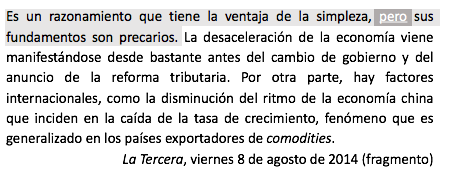 Es un razonamiento que tiene la ventaja de la simpleza, pero sus
fundamentos son precarios. La desaceleración de la economía viene
manifestándose desde bastante antes del cambio de gobierno y del
anuncio de la reforma tributaria. Por otra parte, hay factores
internacionales, como la disminución del ritmo de la economía china
que inciden en la caída de la tasa de crecimiento, fenómeno que es
generalizado en los países exportadores de comodities.
La Tercera, viernes 8 de agosto de 2014 (fragmento)